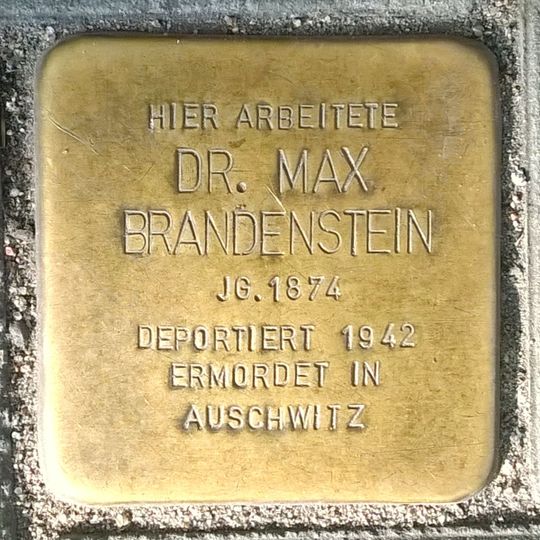 HIER ARBEITETE
DR. MAX
BRANDENSTEIN
JG. 1874
DEPORTIERT 1942
ERMORDET IN
AUSCHWITZ